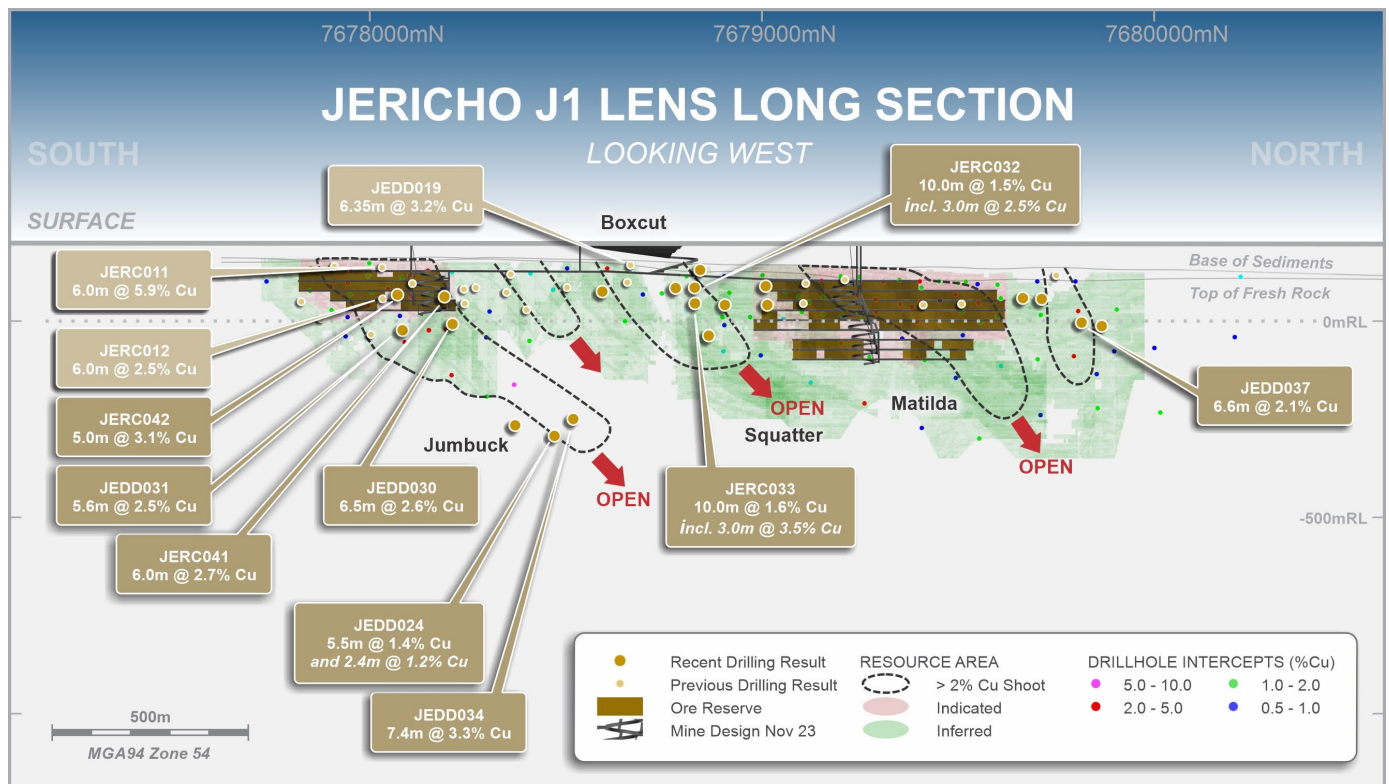 7678000mN
7679000mN
7680000mN
JERICHO J1 LENS LONG SECTION
LOOKING WEST
SOUTH
NORTH
SURFACE
JEDD019
6.35m @ 3.2% Cu
JERC032
10.0m @ 1.5% Cu
incl. 3.0m @ 2.5% Cu
Boxcut
JERC011
6.0m @ 5.9% Cu
Base of Sediments
Top of Fresh Rock
0mRL
JERC012
6.0m @ 2.5% Cu
JERC042
5.0m @ 3.1% Cu
JEDD031
5.6m @ 2.5% Cu
JERC041
6.0m @ 2.7% Cu
JEDD030
6.5m @ 2.6% Cu
Jumbuck
OPEN
Squatter
OPEN
Matilda
OPEN
JEDD037
6.6m @ 2.1% Cu
JERC033
10.0m @ 1.6% Cu
incl. 3.0m @ 3.5% Cu
-500mRL
JEDD024
5.5m @ 1.4% Cu
and 2.4m @ 1.2% Cu
JEDD034
7.4m @ 3.3% Cu
500m
MGA94 Zone 54
Recent Drilling Result
Previous Drilling Result
Ore Reserve
Mine Design Nov 23
RESOURCE AREA
> 2% Cu Shoot
Indicated
Inferred
DRILLHOLE INTERCEPTS (%Cu)
5.0 - 10.0
1.0 - 2.0
2.0 - 5.0
0.5 - 1.0